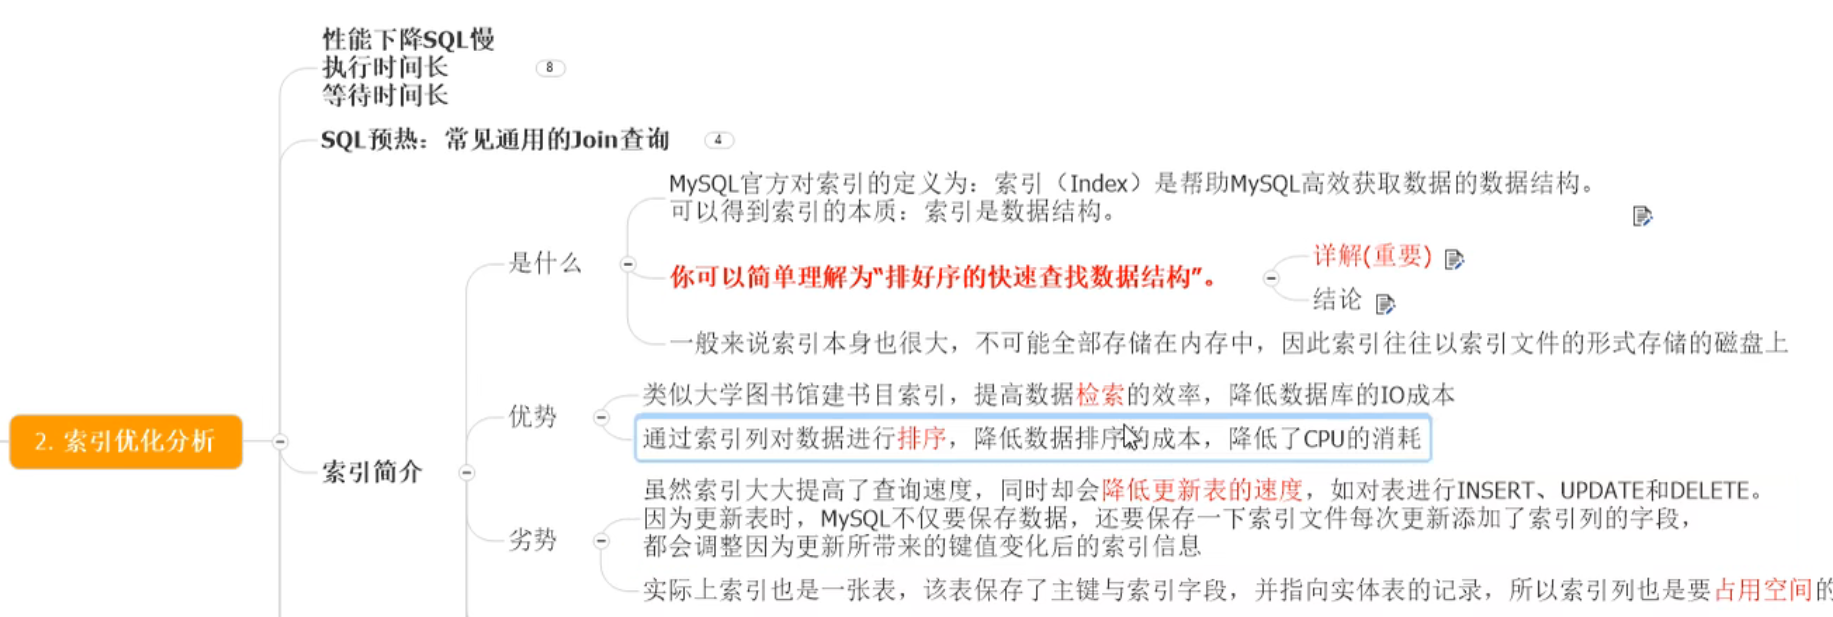 性能下降SQL慢
执行时间长
等待时间长
8
SQL预热：常见通用的Join查询
4
MySQL官方对索引的定义为：索引（Index）是帮助MySQL高效获取数据的数据结构。
可以得到索引的本质：索引是数据结构。
是什么
你可以简单理解为“排好序的快速查找数据结构”。
详解(重要)
结论
一般来说索引本身也很大，不可能全部存储在内存中，因此索引往往以索引文件的形式存储的磁盘上
类似大学图书馆建书目索引，提高数据检索的效率，降低数据库的IO成本
优势
通过索引列对数据进行排序，降低数据排序的成本，降低了CPU的消耗
2. 索引优化分析
索引简介
虽然索引大大提高了查询速度，同时却会降低更新表的速度，如对表进行INSERT、UPDATE和DELETE。
因为更新表时，MySQL不仅要保存数据，还要保存一下索引文件每次更新添加了索引列的字段，
都会调整因为更新所带来的键值变化后的索引信息
劣势
实际上索引也是一张表，该表保存了主键与索引字段，并指向实体表的记录，所以索引列也是要占用空间的